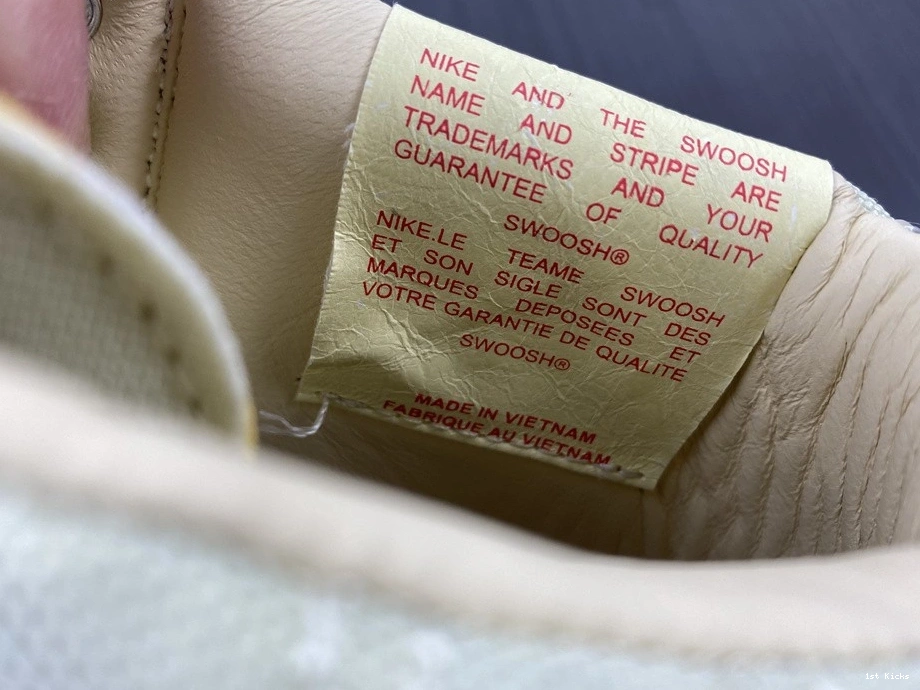 NIKE AND THE SWOOSH
NAME AND STRIPE ARE
TRADEMARKS AND YOUR
GUARANTEE OF QUALITY
SWOOSH®
NIKE.LE TEAME SWOOSH
ET SON SIGLE SONT DES
MARQUES DEPOSEES ET
VOTRE GARANTIE DE QUALITE
SWOOSH®
MADE IN VIETNAM
FABRIQUE AU VIETNAM
1st Kicks